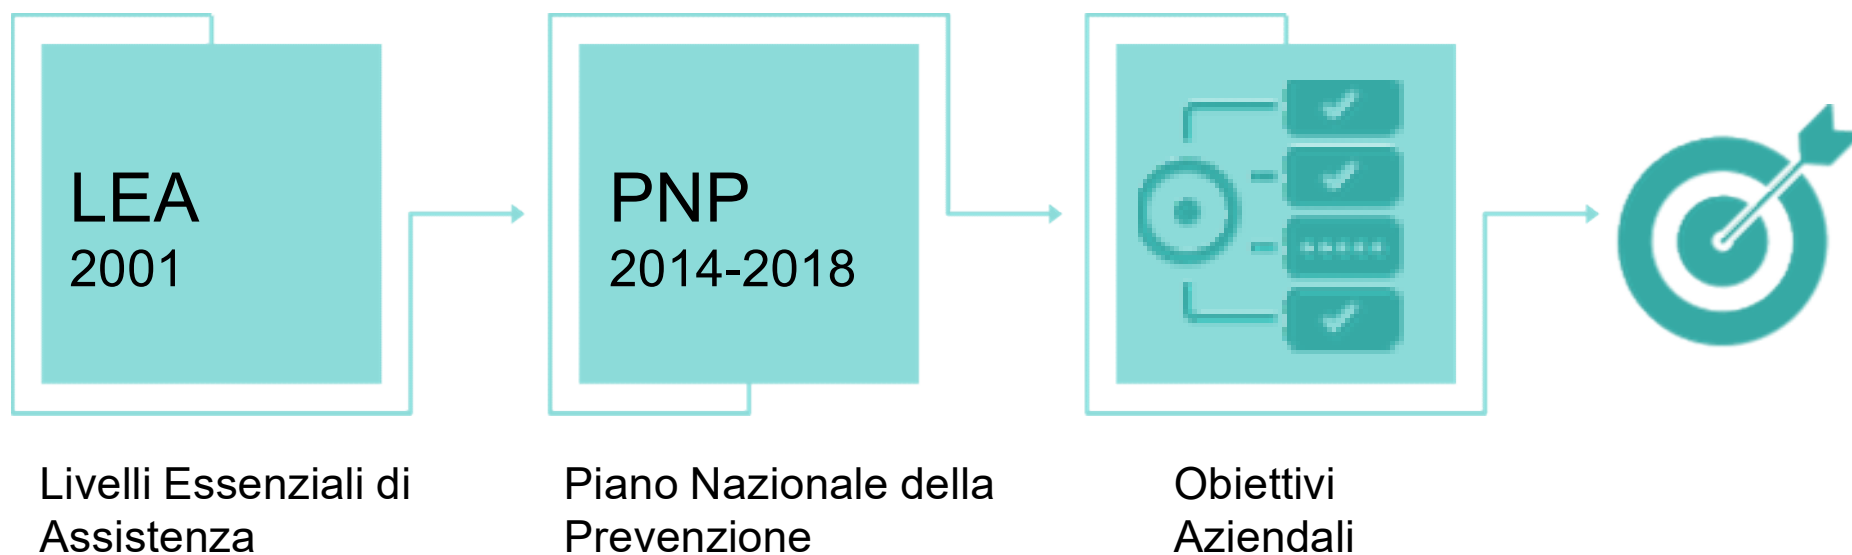 LEA
2001
PNP
2014-2018
Livelli Essenziali di
Assistenza
Piano Nazionale della
Prevenzione
Obiettivi
Aziendali